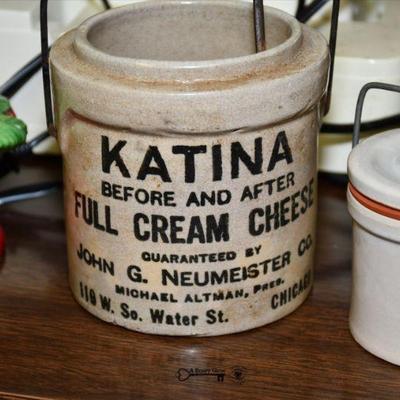 KATINA
BEFORE AND AFTER
FULL CREAM CHEESE
GUARANTEED BY
JOHN G. NEUMEISTER CO.
MICHAEL ALTMAN, PRES.
119 W. So. Water St. CHICAGO